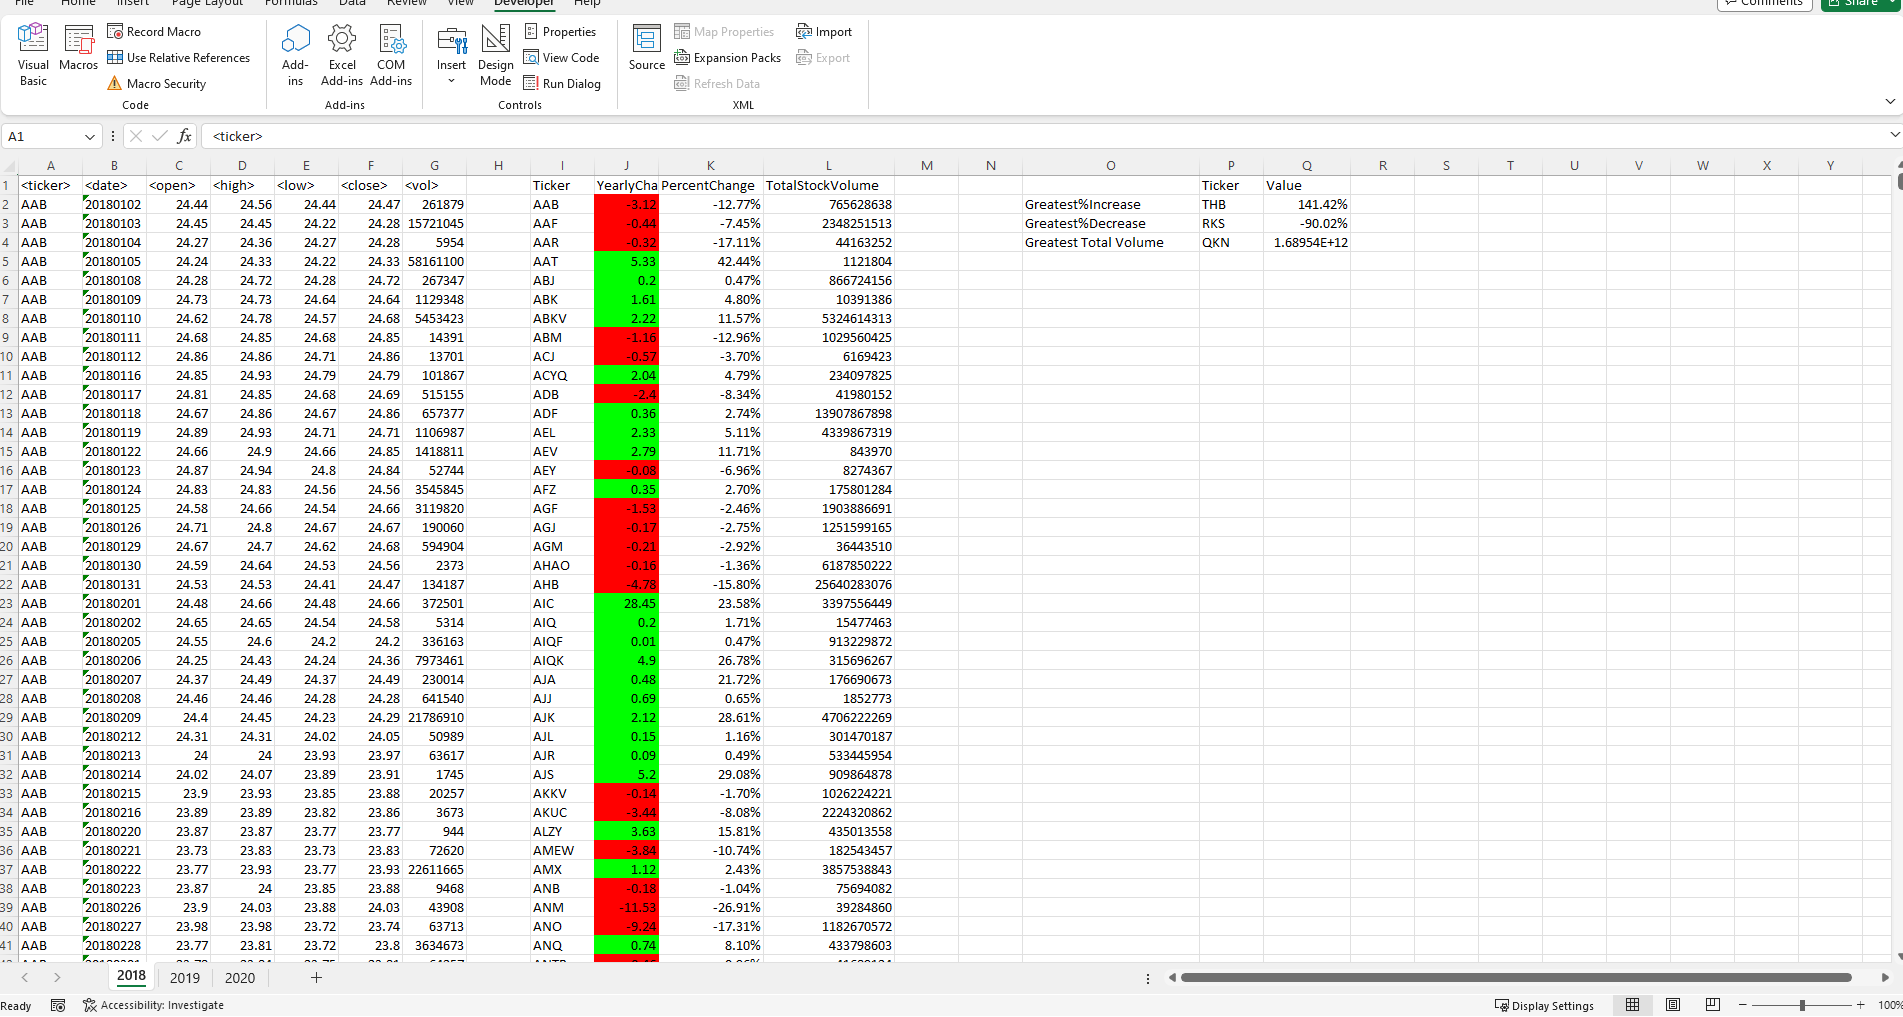 File Home Insert Page Layout Formulas Data Review View Developer Help Comments Share
Visual Basic
Macros
Record Macro
Use Relative References
Macro Security
Code
Add-ins
Excel Add-ins
COM Add-ins
Add-ins
Insert
Design Mode
Properties
View Code
Run Dialog
Controls
Source
Map Properties
Expansion Packs
Refresh Data
Import
Export
XML
A1 fx <ticker>
A B C D E F G H I J K L M N O P Q R S T U V W X Y
1 <ticker> <date> <open> <high> <low> <close> <vol> Ticker YearlyCha PercentChange TotalStockVolume Ticker Value
2 AAB 20180102 24.44 24.56 24.44 24.47 261879 AAB -3.12 -12.77% 765628638 Greatest%Increase THB 141.42%
3 AAB 20180103 24.45 24.45 24.22 24.28 15721045 AAF -0.44 -7.45% 2348251513 Greatest%Decrease RKS -90.02%
4 AAB 20180104 24.27 24.36 24.27 24.28 5954 AAR -0.32 -17.11% 44163252 Greatest Total Volume QKN 1.68954E+12
5 AAB 20180105 24.24 24.33 24.22 24.33 58161100 AAT 5.33 42.44% 1121804
6 AAB 20180108 24.28 24.72 24.28 24.72 267347 ABJ 0.2 0.47% 866724156
7 AAB 20180109 24.73 24.73 24.64 24.64 1129348 ABK 1.61 4.80% 10391386
8 AAB 20180110 24.62 24.78 24.57 24.68 5453423 ABKV 2.22 11.57% 5324614313
9 AAB 20180111 24.68 24.85 24.68 24.85 14391 ABM -1.16 -12.96% 1029560425
10 AAB 20180112 24.86 24.86 24.71 24.86 13701 ACJ -0.57 -3.70% 6169423
11 AAB 20180116 24.85 24.93 24.79 24.79 101867 ACYQ 2.04 4.79% 234097825
12 AAB 20180117 24.81 24.85 24.68 24.69 515155 ADB -2.4 -8.34% 41980152
13 AAB 20180118 24.67 24.86 24.67 24.86 657377 ADF 0.36 2.74% 13907867898
14 AAB 20180119 24.89 24.93 24.71 24.71 1106987 AEL 2.33 5.11% 4339867319
15 AAB 20180122 24.66 24.9 24.66 24.85 1418811 AEV 2.79 11.71% 843970
16 AAB 20180123 24.87 24.94 24.8 24.84 52744 AEY -0.08 -6.96% 8274367
17 AAB 20180124 24.83 24.83 24.56 24.56 3545845 AFZ 0.35 2.70% 175801284
18 AAB 20180125 24.58 24.66 24.54 24.66 3119820 AGF -1.53 -2.46% 1903886691
19 AAB 20180126 24.71 24.8 24.67 24.67 190060 AGJ -0.17 -2.75% 1251599165
20 AAB 20180129 24.67 24.7 24.62 24.68 594904 AGM -0.21 -2.92% 36443510
21 AAB 20180130 24.59 24.64 24.53 24.56 2373 AHAO -0.16 -1.36% 6187850222
22 AAB 20180131 24.53 24.53 24.41 24.47 134187 AHB -4.78 -15.80% 25640283076
23 AAB 20180201 24.48 24.66 24.48 24.66 372501 AIC 28.45 23.58% 3397556449
24 AAB 20180202 24.65 24.65 24.54 24.58 5314 AIQ 0.2 1.71% 15477463
25 AAB 20180205 24.55 24.6 24.2 24.2 336163 AIQF 0.01 0.47% 913229872
26 AAB 20180206 24.25 24.43 24.24 24.36 7973461 AIQK 4.9 26.78% 315696267
27 AAB 20180207 24.37 24.49 24.37 24.49 230014 AJA 0.48 21.72% 176690673
28 AAB 20180208 24.46 24.46 24.28 24.28 641540 AJJ 0.69 0.65% 1852773
29 AAB 20180209 24.4 24.45 24.23 24.29 21786910 AJK 2.12 28.61% 4706222269
30 AAB 20180212 24.31 24.31 24.02 24.05 50989 AJL 0.15 1.16% 301470187
31 AAB 20180213 24 24 23.93 23.97 63617 AJR 0.09 0.49% 533445954
32 AAB 20180214 24.02 24.07 23.89 23.91 1745 AJS 5.2 29.08% 909864878
33 AAB 20180215 23.9 23.93 23.85 23.88 20257 AKKV -0.14 -1.70% 1026224221
34 AAB 20180216 23.89 23.89 23.82 23.86 3673 AKUC -3.44 -8.08% 2224320862
35 AAB 20180220 23.87 23.87 23.77 23.77 944 ALZY 3.63 15.81% 435013558
36 AAB 20180221 23.73 23.83 23.73 23.83 72620 AMEW -3.84 -10.74% 182543457
37 AAB 20180222 23.77 23.93 23.77 23.93 22611665 AMX 1.12 2.43% 3857538843
38 AAB 20180223 23.87 24 23.85 23.88 9468 ANB -0.18 -1.04% 75694082
39 AAB 20180226 23.9 24.03 23.88 24.03 43908 ANM -11.53 -26.91% 39284860
40 AAB 20180227 23.98 23.98 23.72 23.74 63713 ANO -9.24 -17.31% 1182670572
41 AAB 20180228 23.77 23.81 23.72 23.8 3634673 ANQ 0.74 8.10% 433798603
2018 2019 2020
Ready Accessibility: Investigate Display Settings 100%